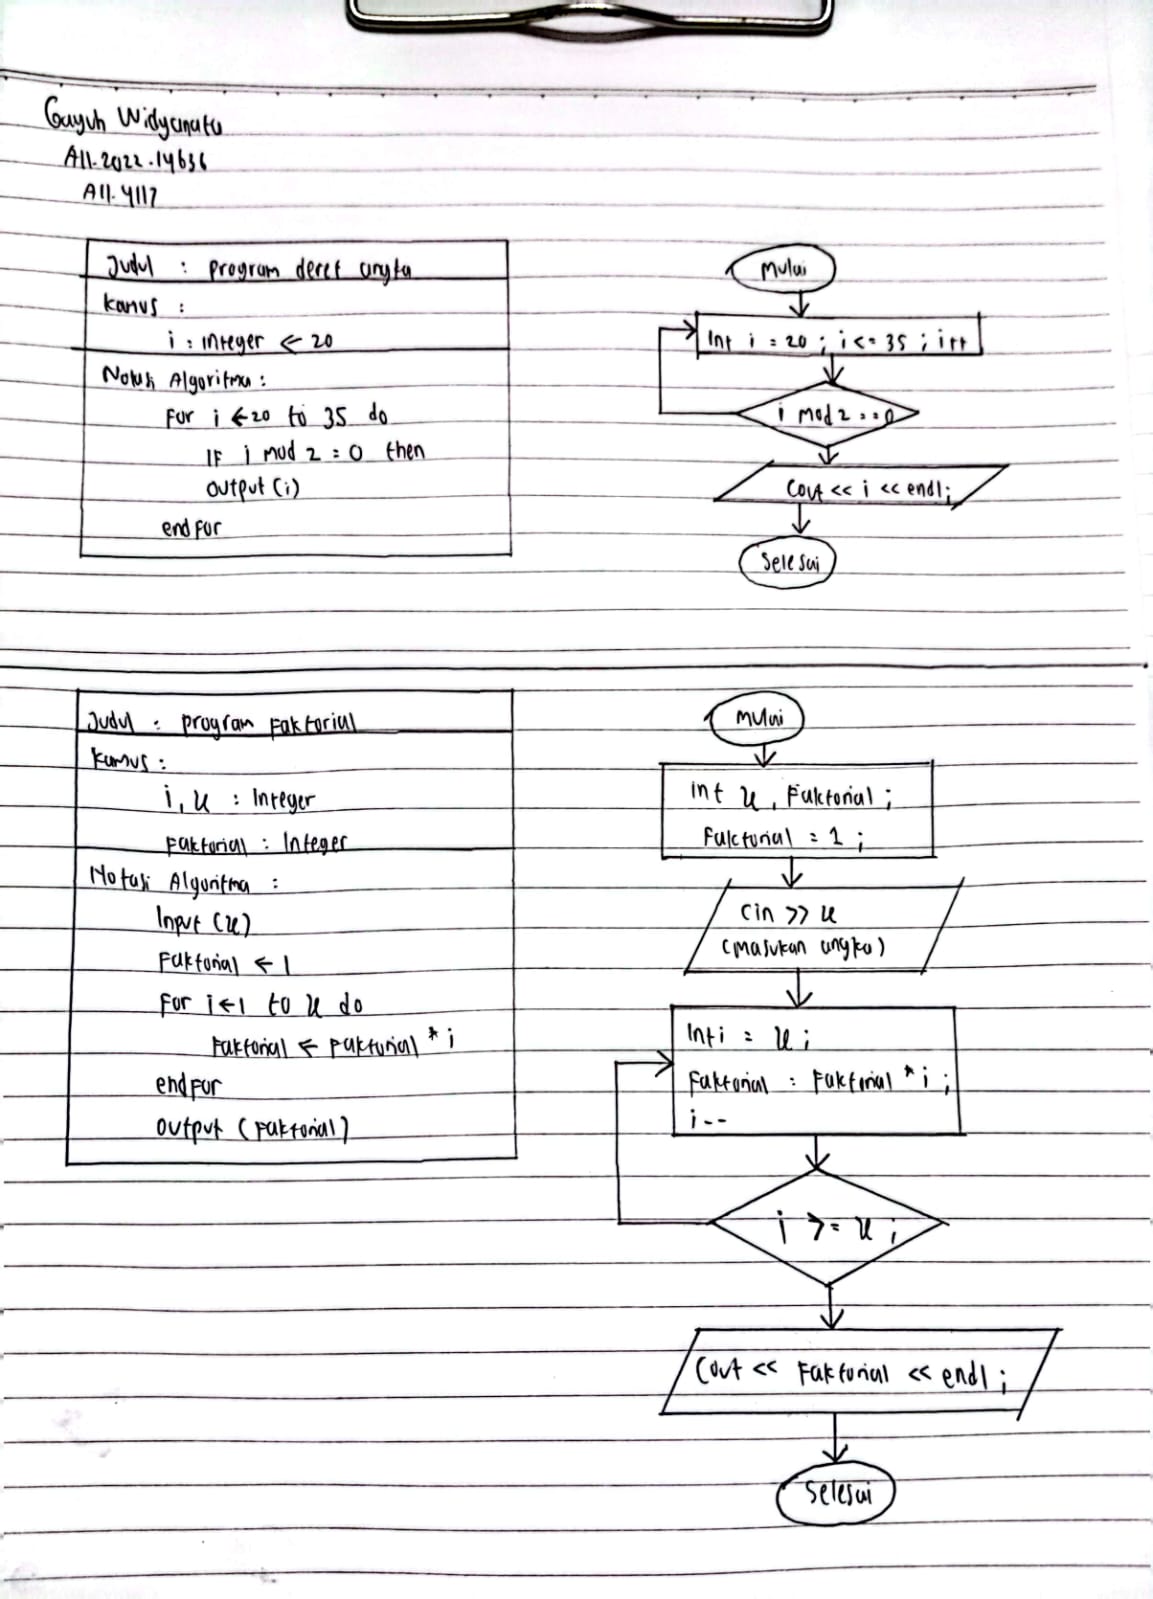 Gayuh Widyanata
A11.2022.14636
A11.4117
Judul : program deret angka
kamus :
i : integer ← 20
Notasi Algoritma :
For i ←20 to 35 do
IF i mod 2 = 0 then
output (i)
end for
Mulai
Int i = 20 ; i <= 35 ; i++
i mod 2 == 0
Cout << i << endl;
Selesai
Judul : program Faktorial
kamus :
i, x : Integer
Faktorial : Integer
Notasi Algoritma :
Input (x)
Faktorial ← 1
For i←1 to x do
Faktorial ← Faktorial * i
end for
output (Faktorial)
Mulai
Int x , Faktorial ;
Faktorial = 1 ;
Cin >> x
(Masukan angka)
Int i = x ;
Faktorial = Faktorial * i ;
i--
i >= x ;
Cout << Faktorial << endl ;
Selesai